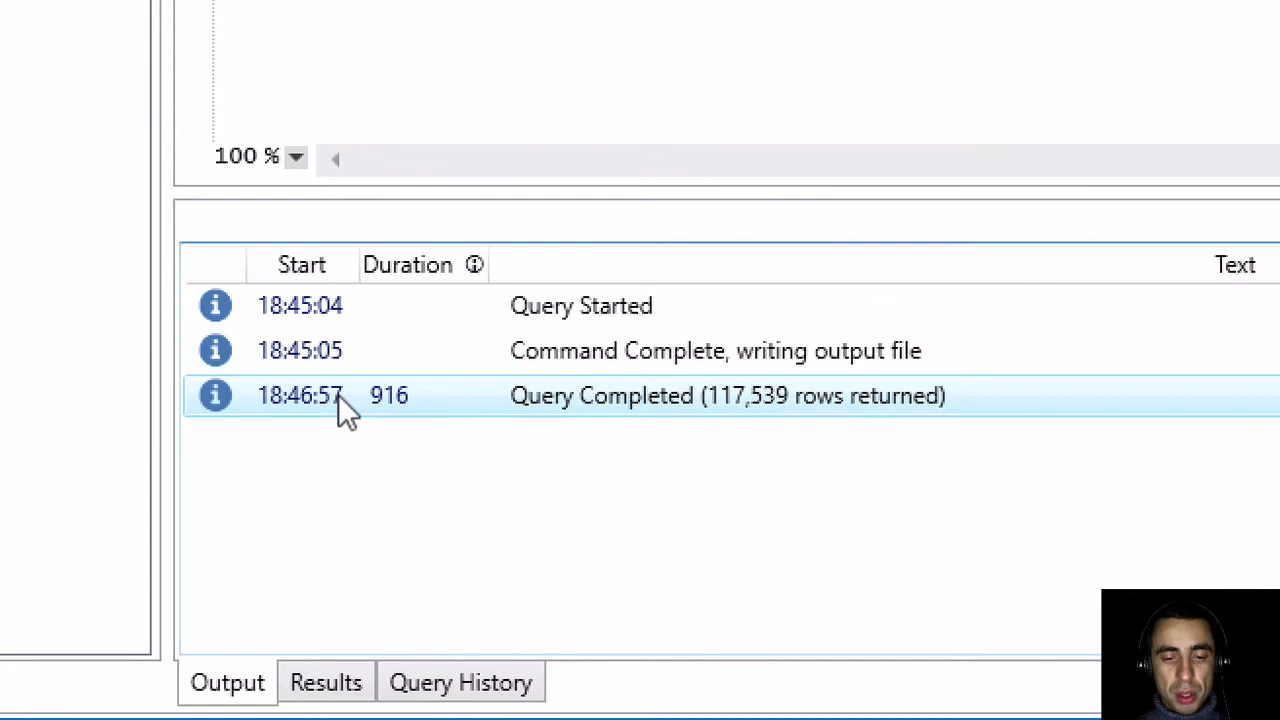 100 %
Start Duration Text
18:45:04 Query Started
18:45:05 Command Complete, writing output file
18:46:57 916 Query Completed (117,539 rows returned)
Output Results Query History